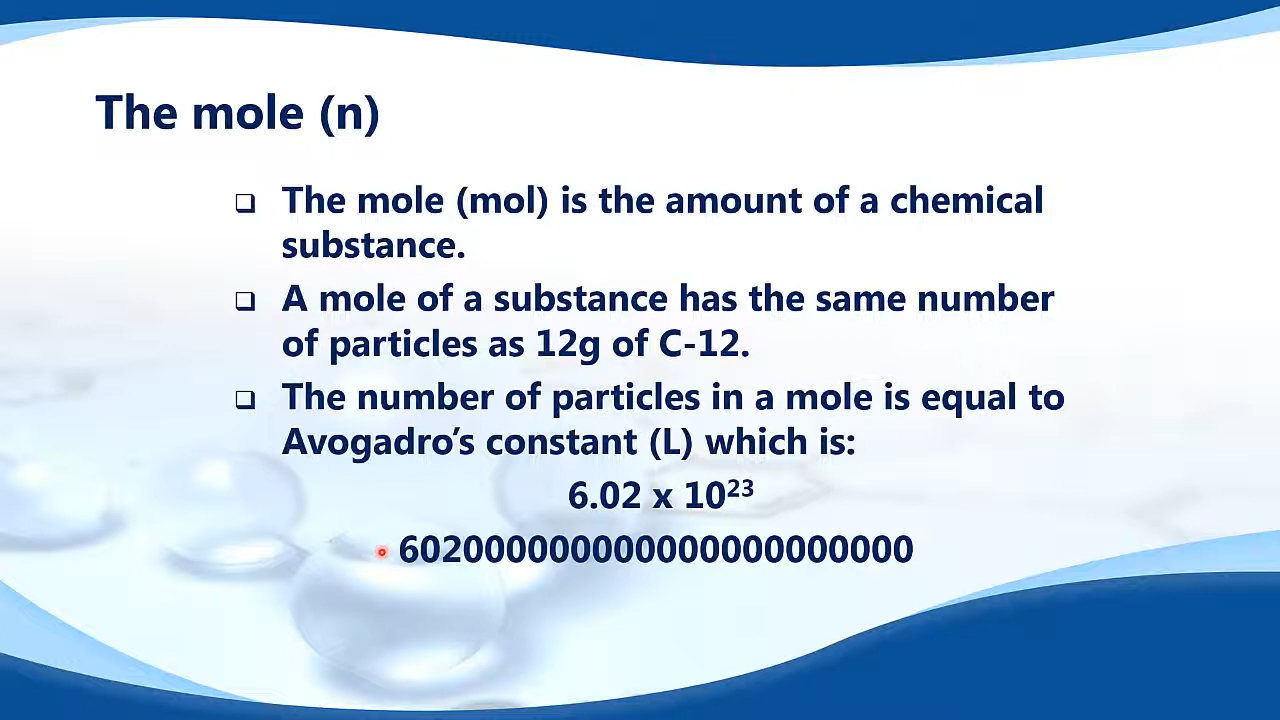 The mole (n)
❑ The mole (mol) is the amount of a chemical
substance.
❑ A mole of a substance has the same number
of particles as 12g of C-12.
❑ The number of particles in a mole is equal to
Avogadro’s constant (L) which is:
6.02 x 10²³
602000000000000000000000